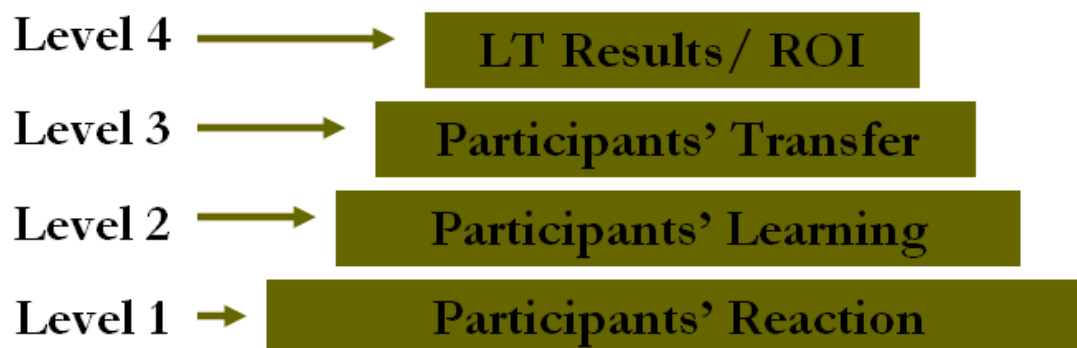 Level 4 LT Results/ ROI
Level 3 Participants’ Transfer
Level 2 Participants’ Learning
Level 1 Participants’ Reaction